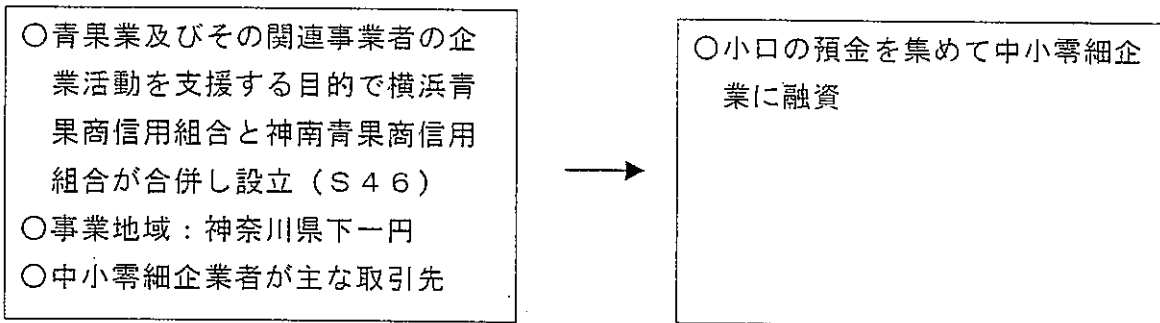 ○青果業及びその関連事業者の企
業活動を支援する目的で横浜青
果商信用組合と神南青果商信用
組合が合併し設立（Ｓ４６）
○事業地域：神奈川県下一円
○中小零細企業者が主な取引先
○小口の預金を集めて中小零細企
業に融資